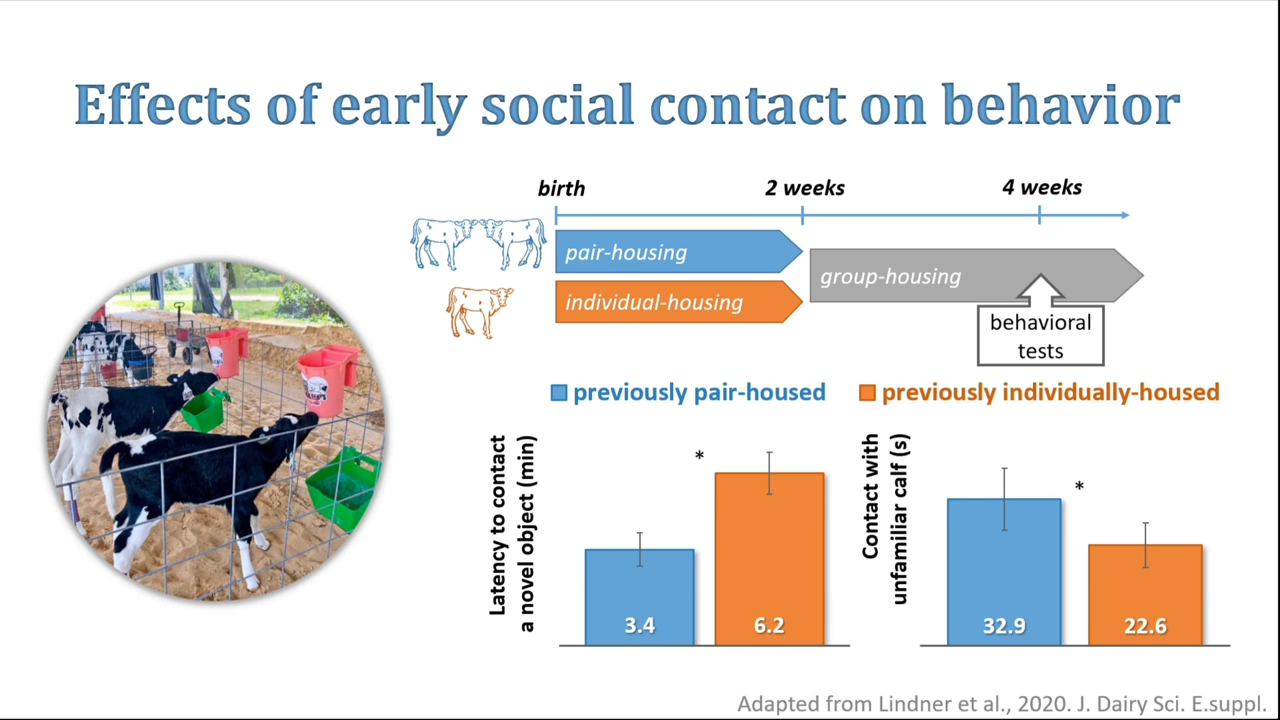 Effects of early social contact on behavior
birth
2 weeks
4 weeks
pair-housing
individual-housing
group-housing
behavioral
tests
previously pair-housed
previously individually-housed
Latency to contact
a novel object (min)
*
3.4
6.2
Contact with
unfamiliar calf (s)
*
32.9
22.6
Adapted from Lindner et al., 2020. J. Dairy Sci. E.suppl.